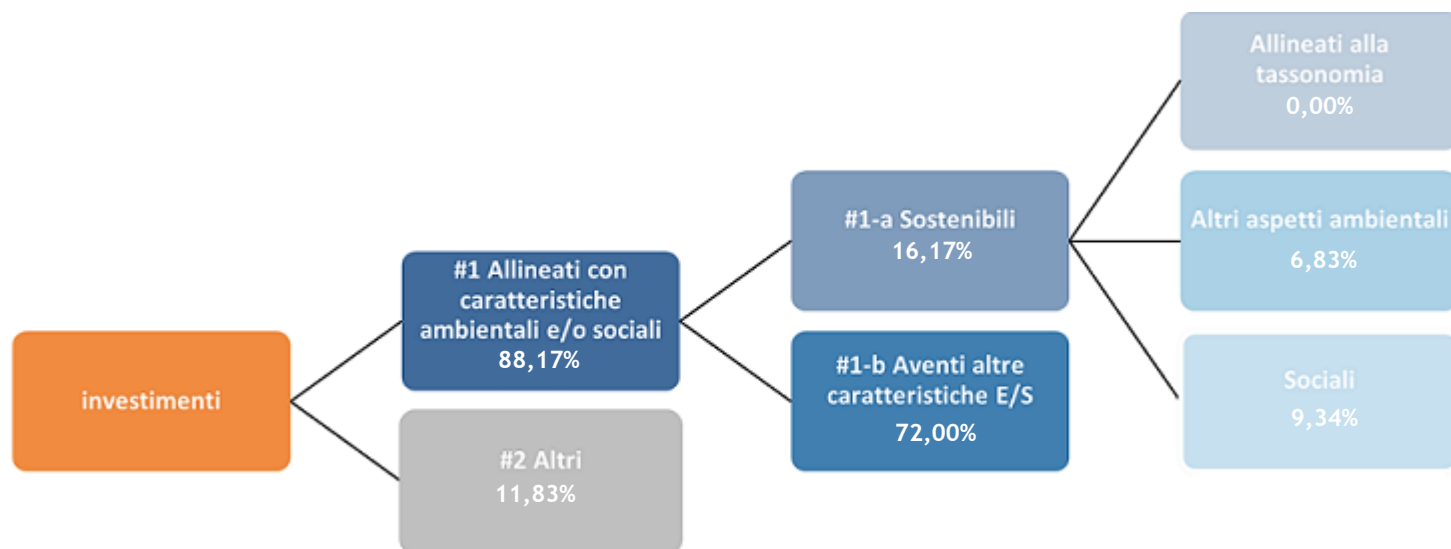 investimenti
#1 Allineati con
caratteristiche
ambientali e/o sociali
88,17%
#2 Altri
11,83%
#1-a Sostenibili
16,17%
#1-b Aventi altre
caratteristiche E/S
72,00%
Allineati alla
tassonomia
0,00%
Altri aspetti ambientali
6,83%
Sociali
9,34%